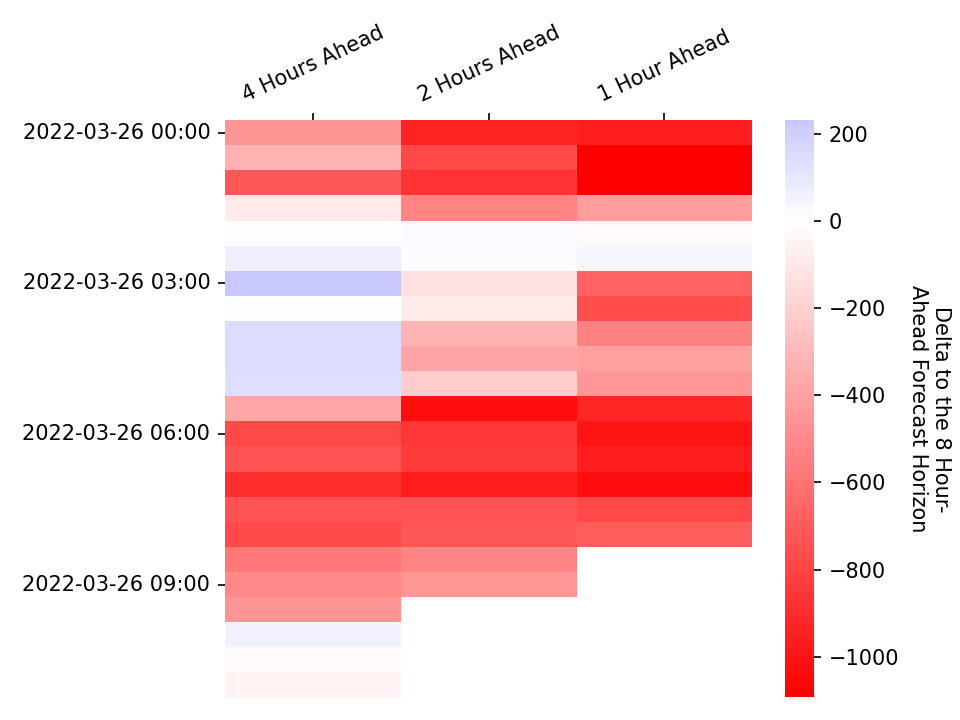 4 Hours Ahead
2 Hours Ahead
1 Hour Ahead
2022-03-26 00:00
2022-03-26 03:00
2022-03-26 06:00
2022-03-26 09:00
200
0
−200
−400
−600
−800
−1000
Delta to the 8 Hour-
Ahead Forecast Horizon